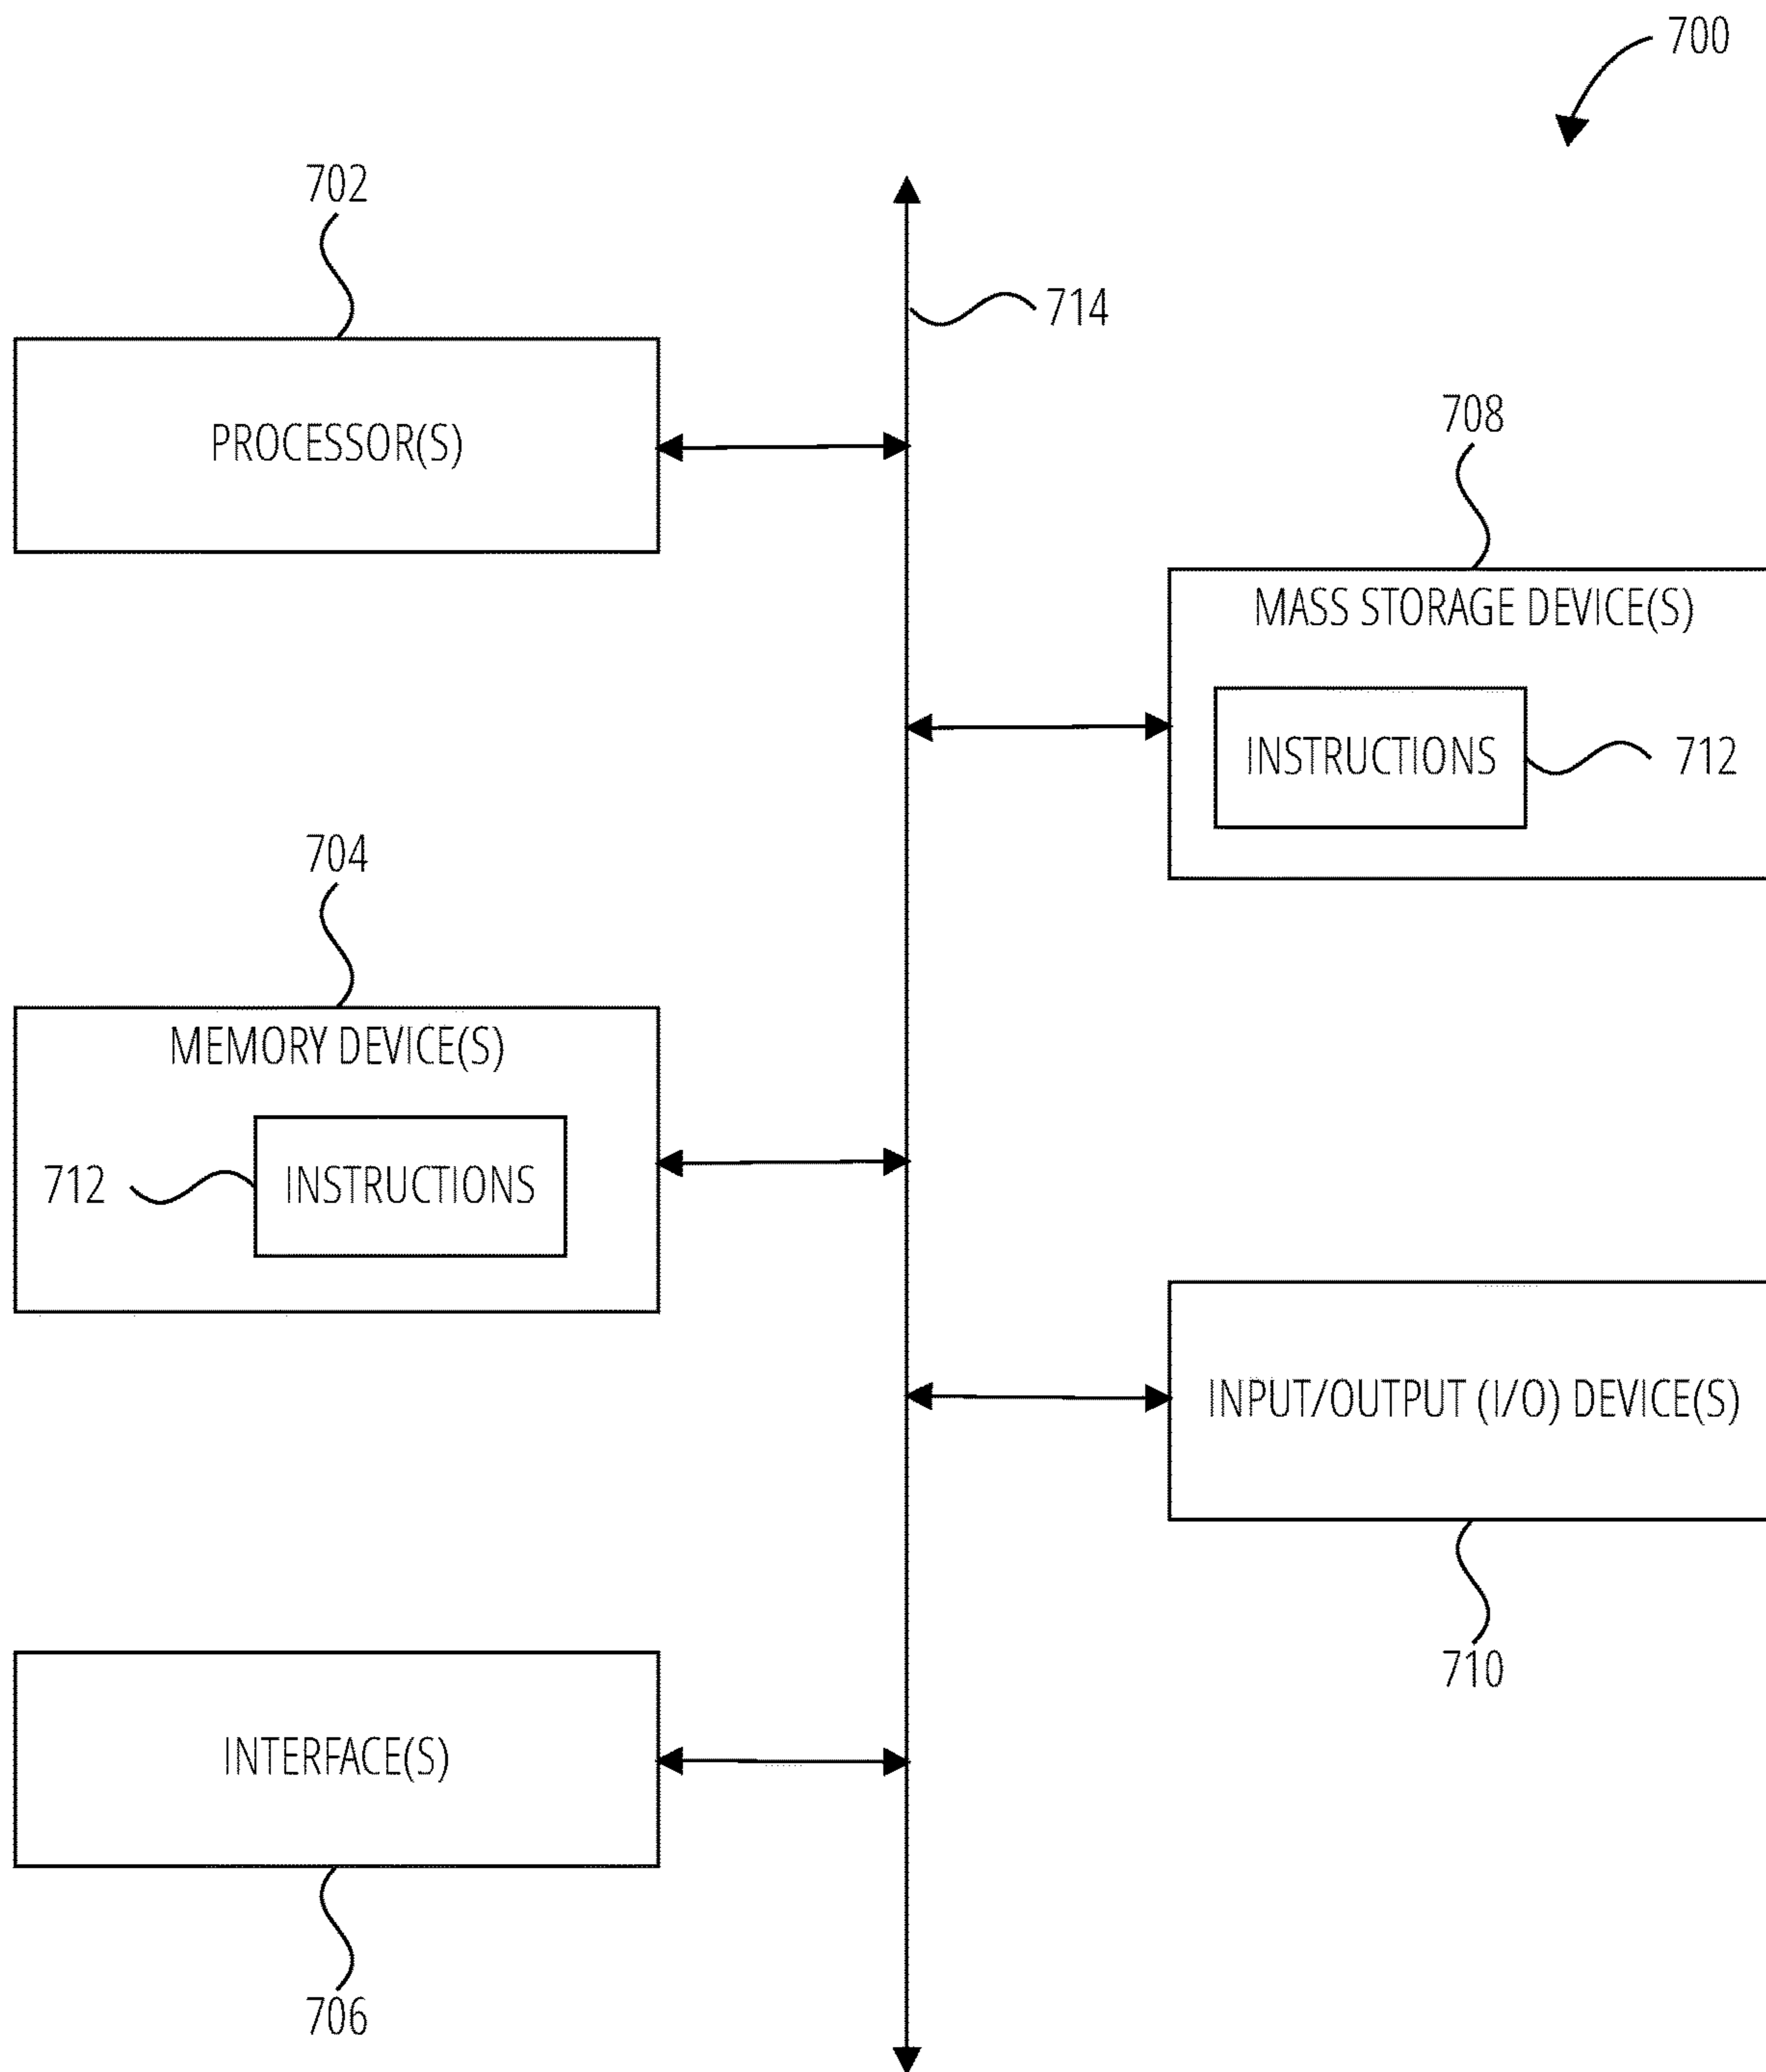 700
702
714
PROCESSOR(S)
708
MASS STORAGE DEVICE(S)
INSTRUCTIONS
712
704
MEMORY DEVICE(S)
712
INSTRUCTIONS
INPUT/OUTPUT (I/O) DEVICE(S)
710
INTERFACE(S)
706